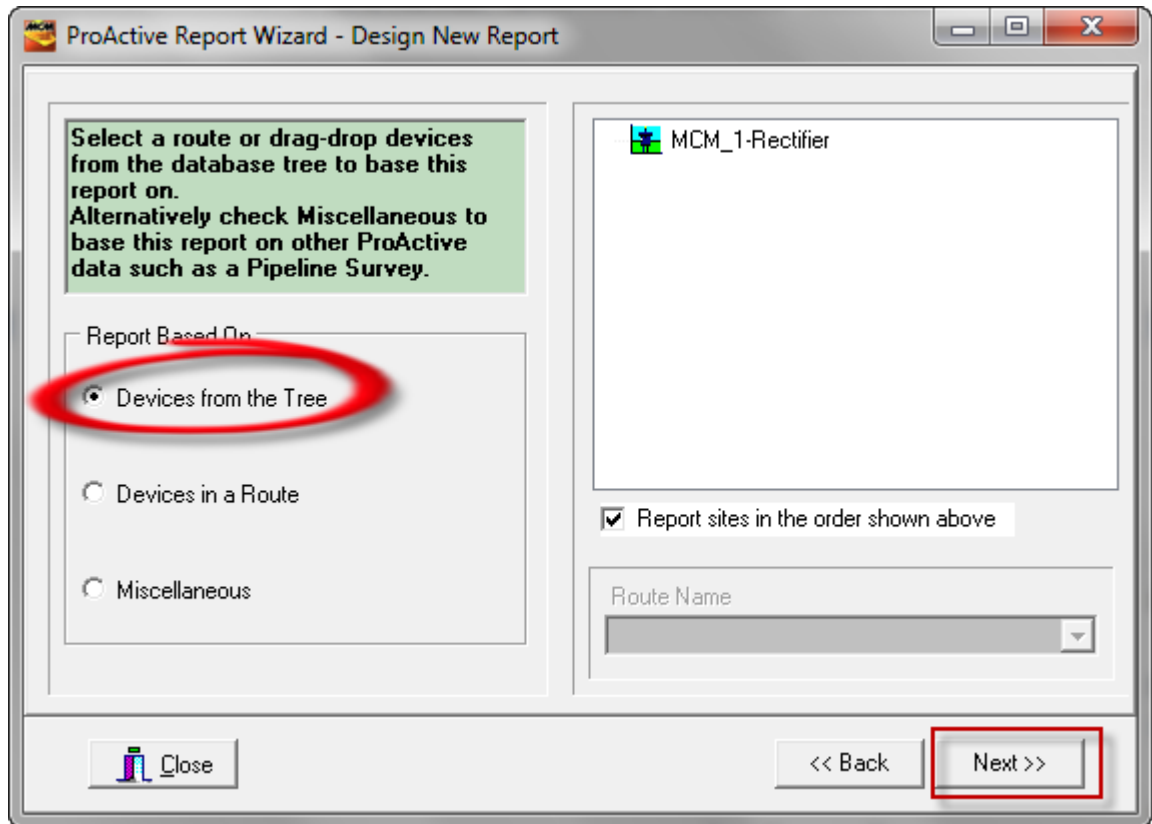 MCM
ProActive Report Wizard - Design New Report
Select a route or drag-drop devices
from the database tree to base this
report on.
Alternatively check Miscellaneous to
base this report on other ProActive
data such as a Pipeline Survey.
Report Based On
Devices from the Tree
Devices in a Route
Miscellaneous
MCM_1-Rectifier
Report sites in the order shown above
Route Name
Close
<< Back
Next >>